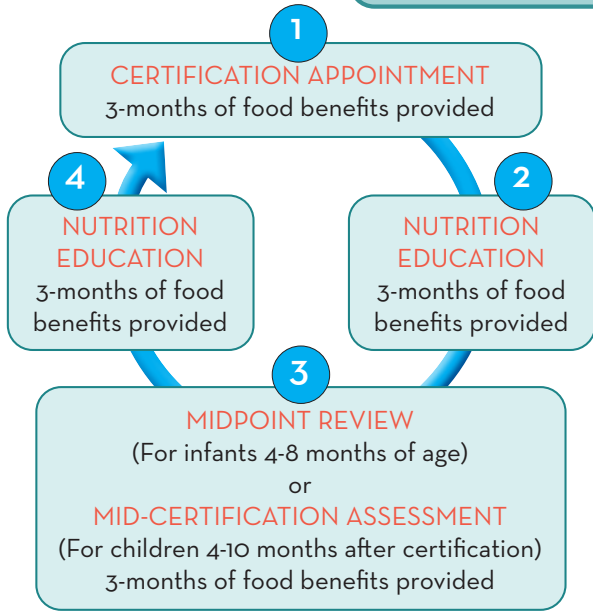 1
CERTIFICATION APPOINTMENT
3-months of food benefits provided
2
NUTRITION
EDUCATION
3-months of food
benefits provided
3
MIDPOINT REVIEW
(For infants 4-8 months of age)
or
MID-CERTIFICATION ASSESSMENT
(For children 4-10 months after certification)
3-months of food benefits provided
4
NUTRITION
EDUCATION
3-months of food
benefits provided